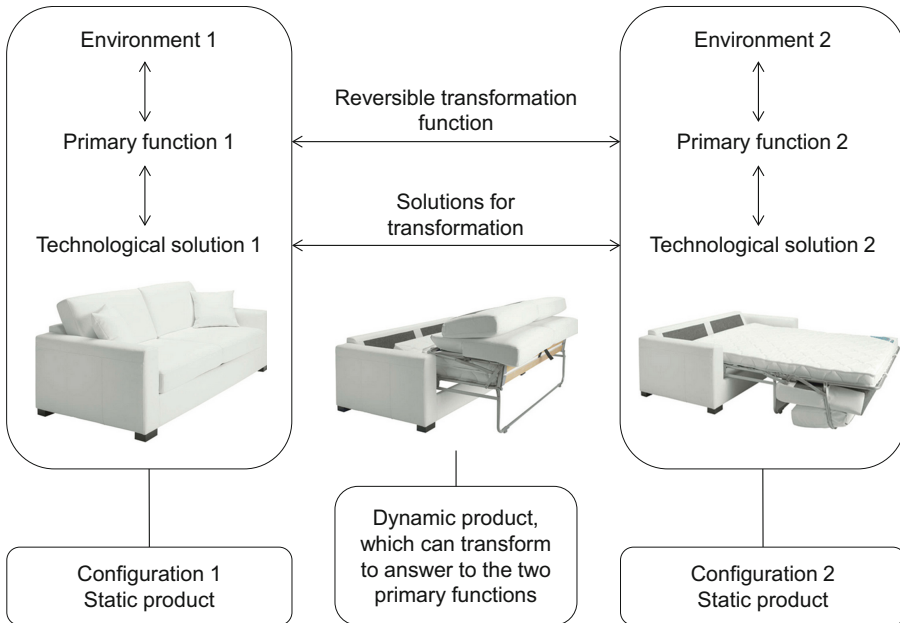 Environment 1
Environment 2
Reversible transformation
function
Primary function 1
Primary function 2
Solutions for
transformation
Technological solution 1
Technological solution 2
Dynamic product,
which can transform
to answer to the two
primary functions
Configuration 1
Static product
Configuration 2
Static product